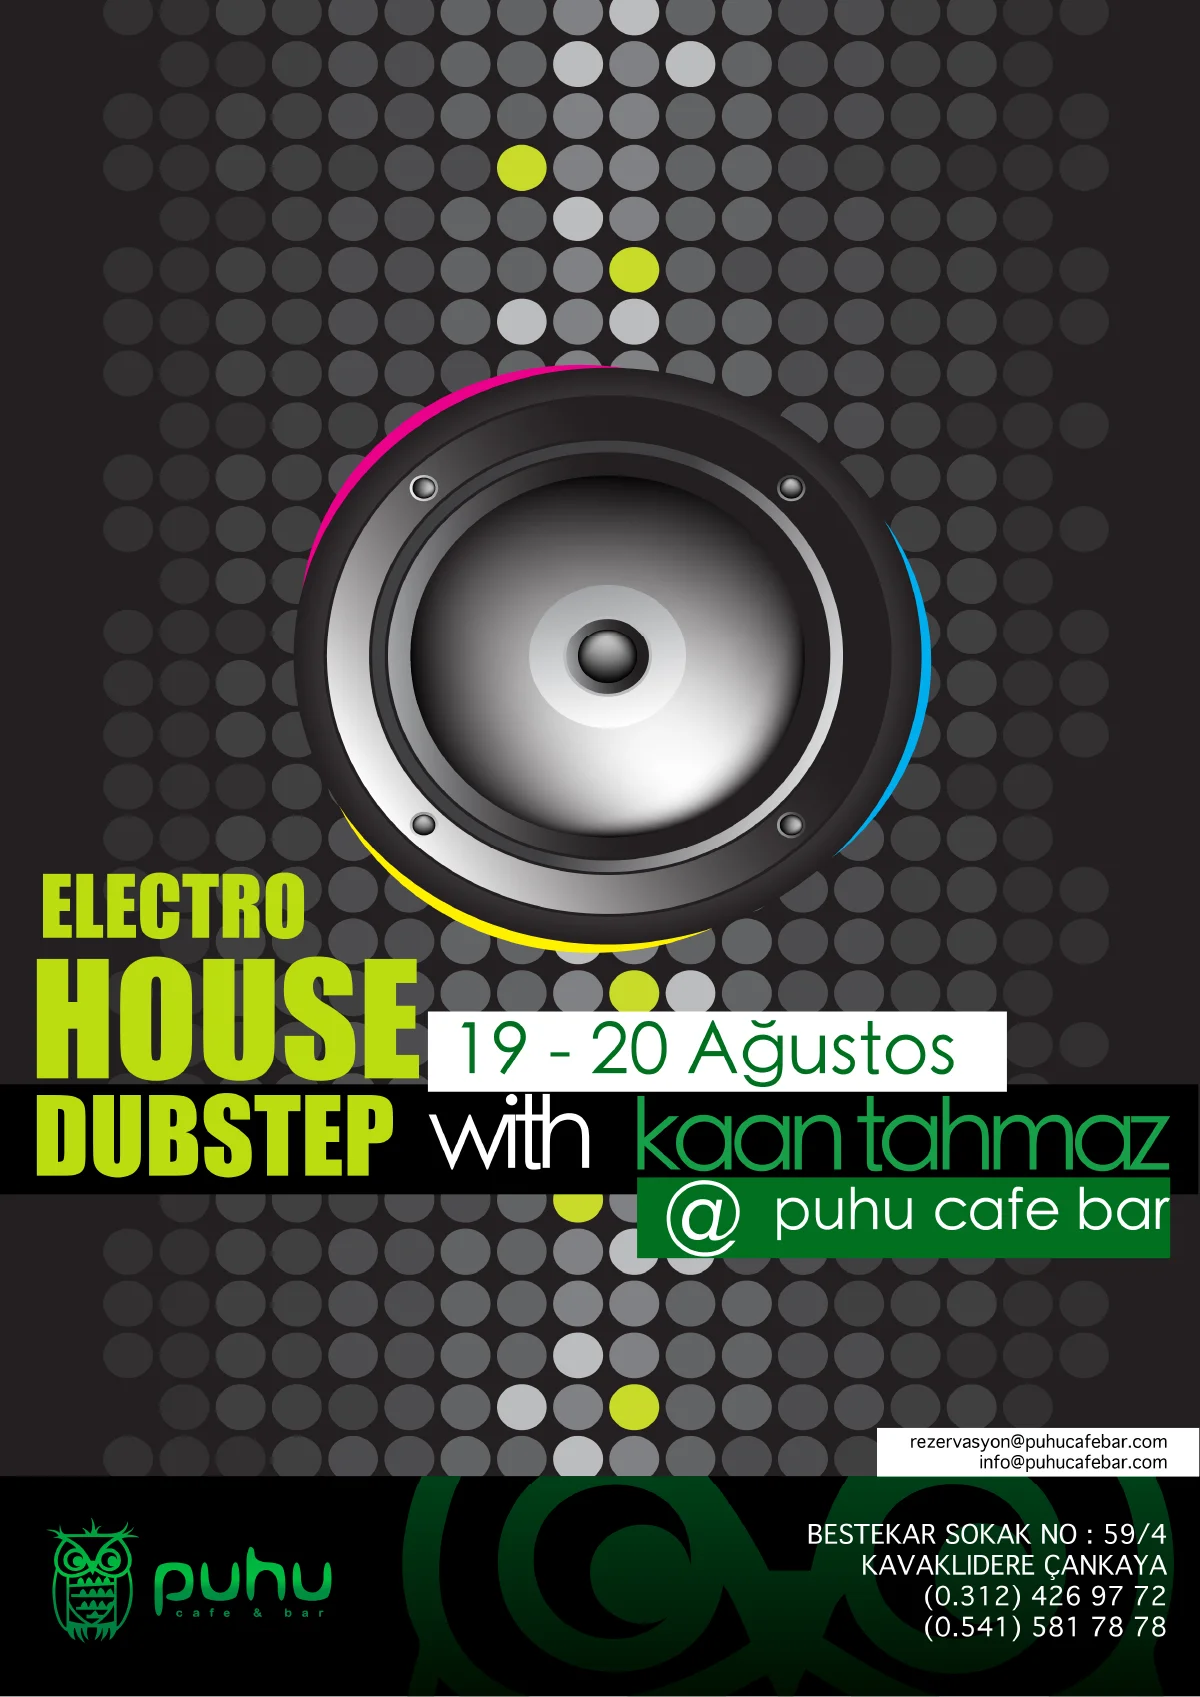 ELECTRO
HOUSE
19 - 20 Ağustos
DUBSTEP with kaan tahmaz
@ puhu cafe bar
rezervasyon@puhucafebar.com
info@puhucafebar.com
puhu
cafe & bar
BESTEKAR SOKAK NO : 59/4
KAVAKLIDERE ÇANKAYA
(0.312) 426 97 72
(0.541) 581 78 78